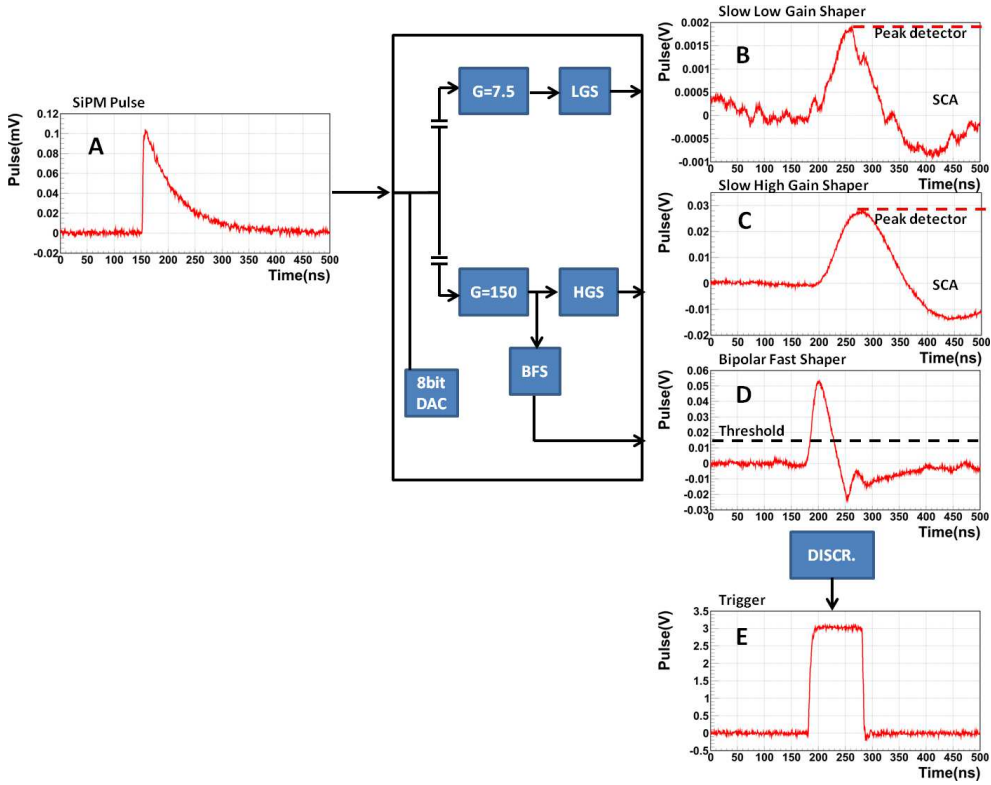 SiPM Pulse
Pulse(mV)
A
0.12
0.1
0.08
0.06
0.04
0.02
0
-0.02
0 50 100 150 200 250 300 350 400 450 500
Time(ns)
G=7.5
LGS
G=150
HGS
BFS
8bit
DAC
Slow Low Gain Shaper
Pulse(V)
B
Peak detector
SCA
0.002
0.0015
0.001
0.0005
0
-0.0005
-0.001
0 50 100 150 200 250 300 350 400 450 500
Time(ns)
Slow High Gain Shaper
Pulse(V)
C
Peak detector
SCA
0.03
0.02
0.01
0
-0.01
-0.02
0 50 100 150 200 250 300 350 400 450 500
Time(ns)
Bipolar Fast Shaper
Pulse(V)
D
Threshold
0.06
0.05
0.04
0.03
0.02
0.01
0
-0.01
-0.02
-0.03
0 50 100 150 200 250 300 350 400 450 500
Time(ns)
DISCR.
Trigger
Pulse(V)
E
3.5
3
2.5
2
1.5
1
0.5
0
-0.5
0 50 100 150 200 250 300 350 400 450 500
Time(ns)